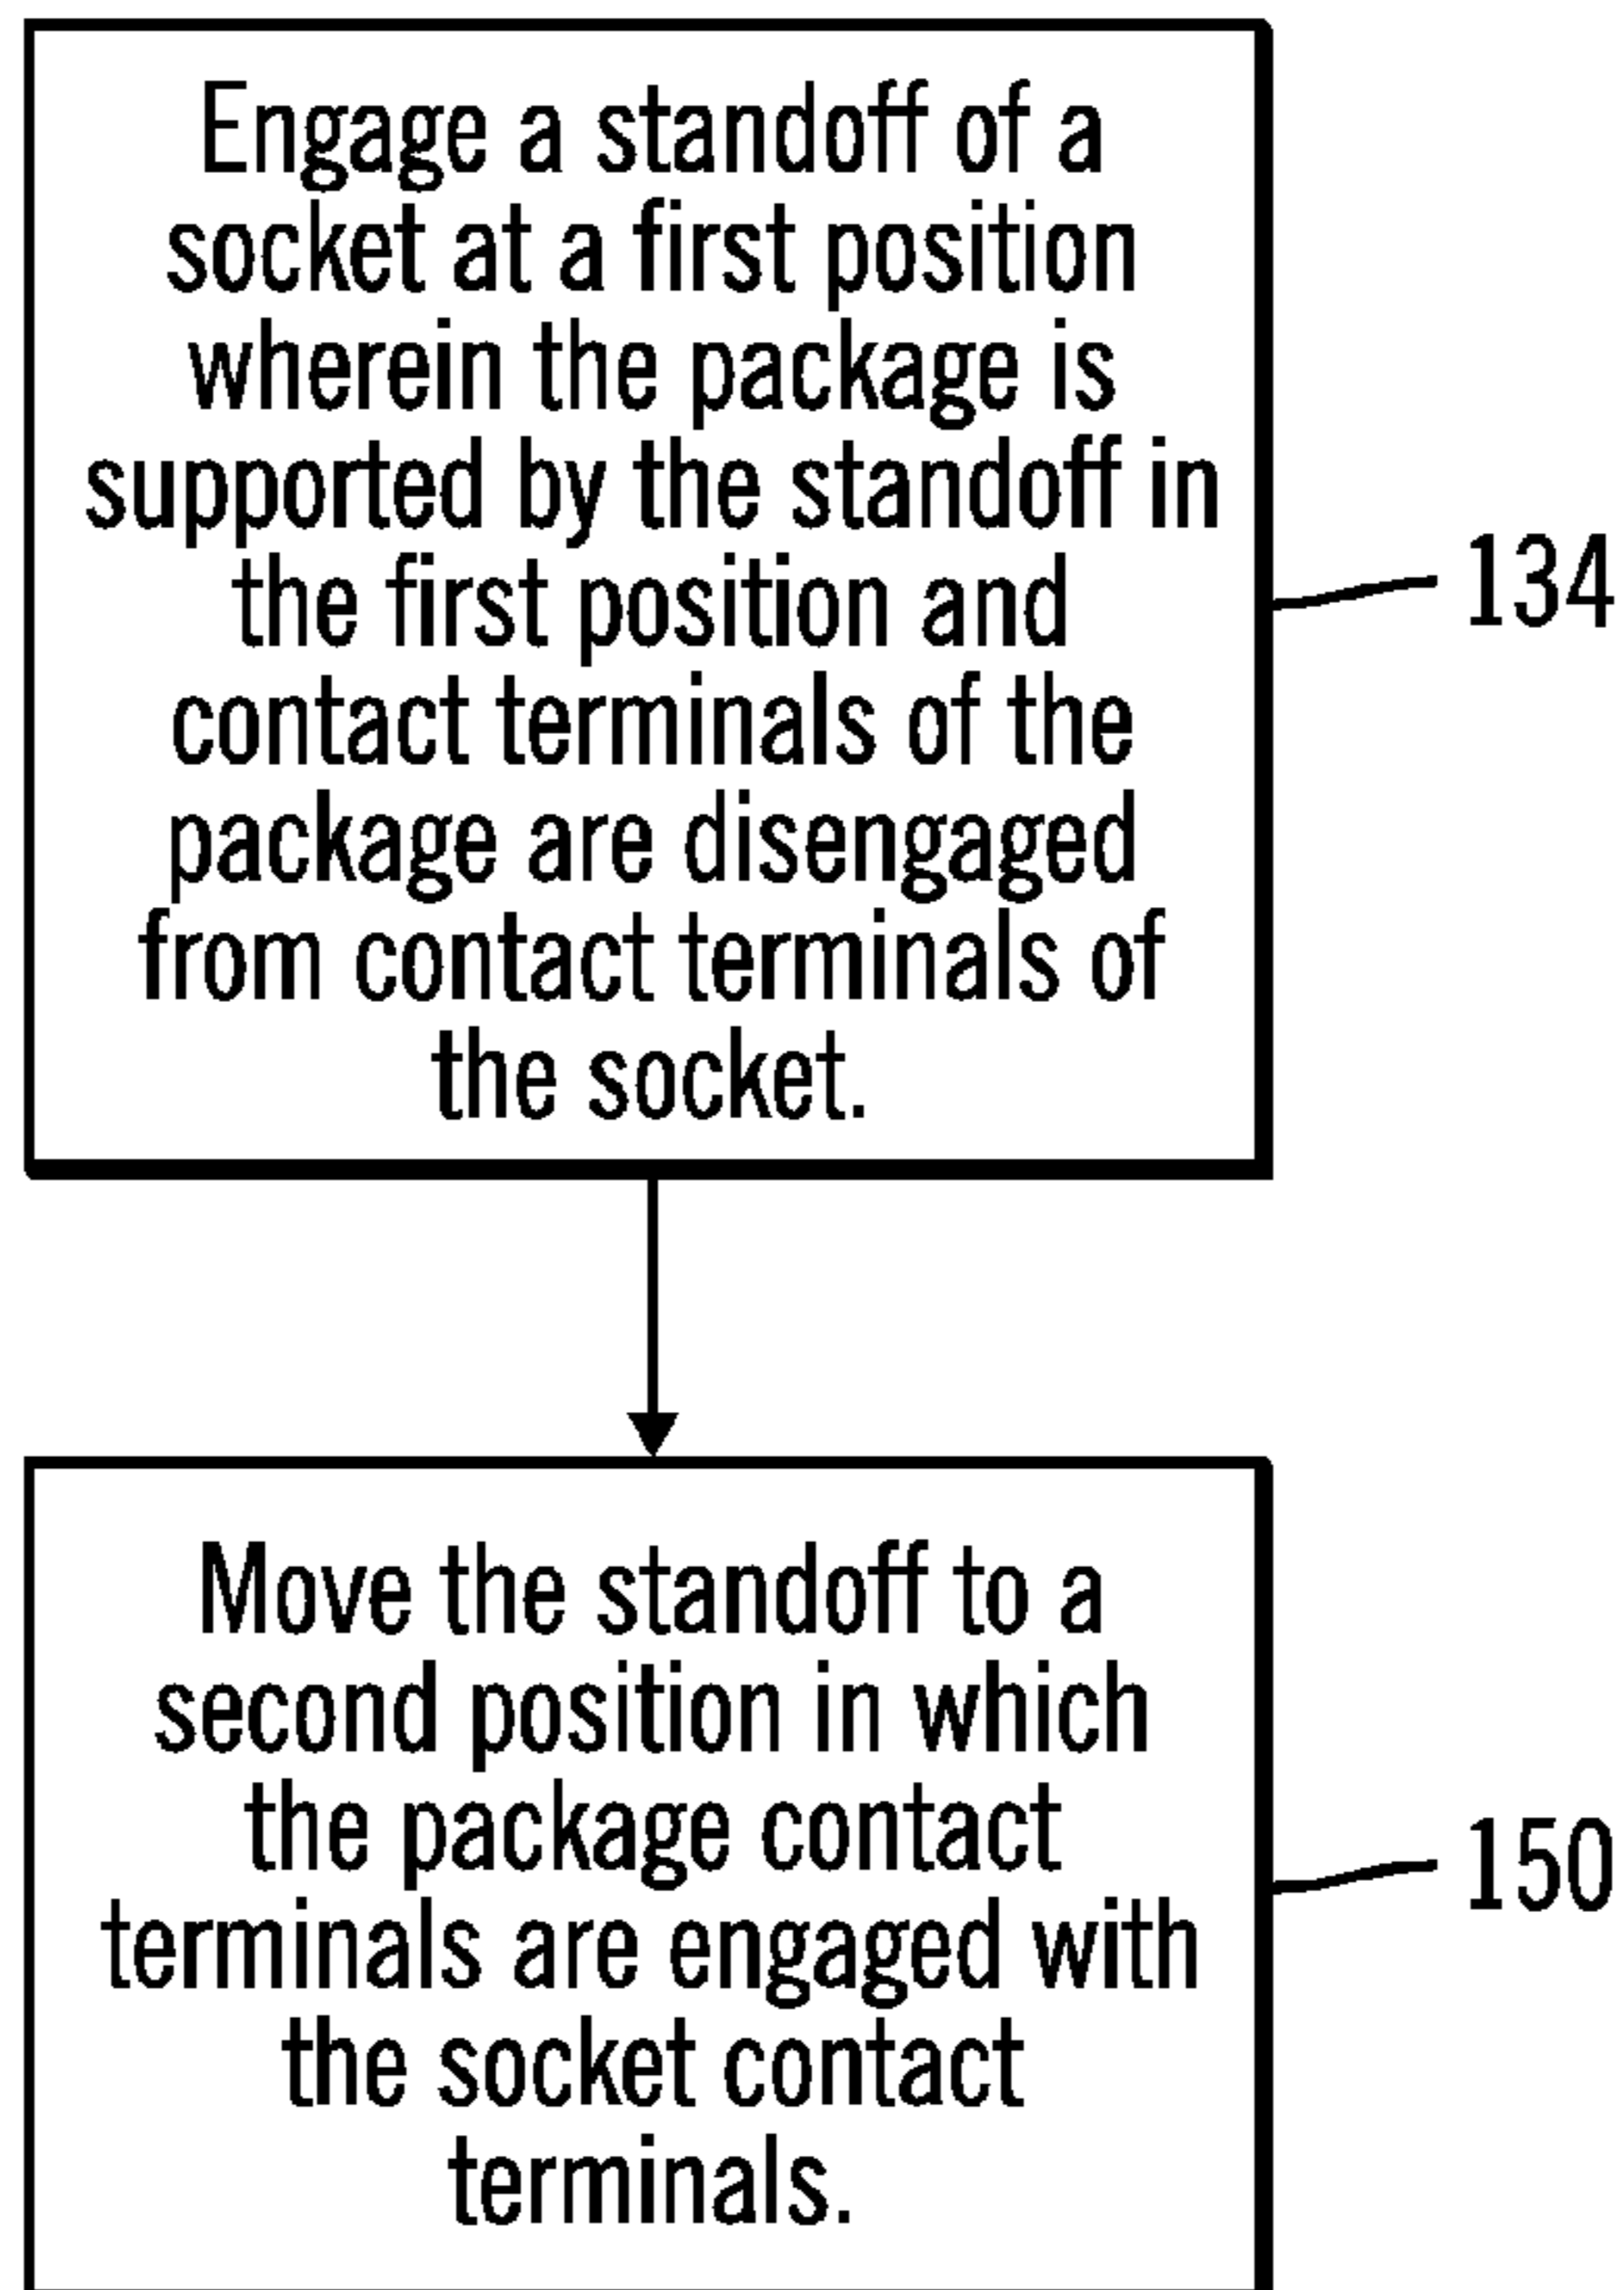 Engage a standoff of a
socket at a first position
wherein the package is
supported by the standoff in
the first position and
contact terminals of the
package are disengaged
from contact terminals of
the socket.
134
Move the standoff to a
second position in which
the package contact
terminals are engaged with
the socket contact
terminals.
150